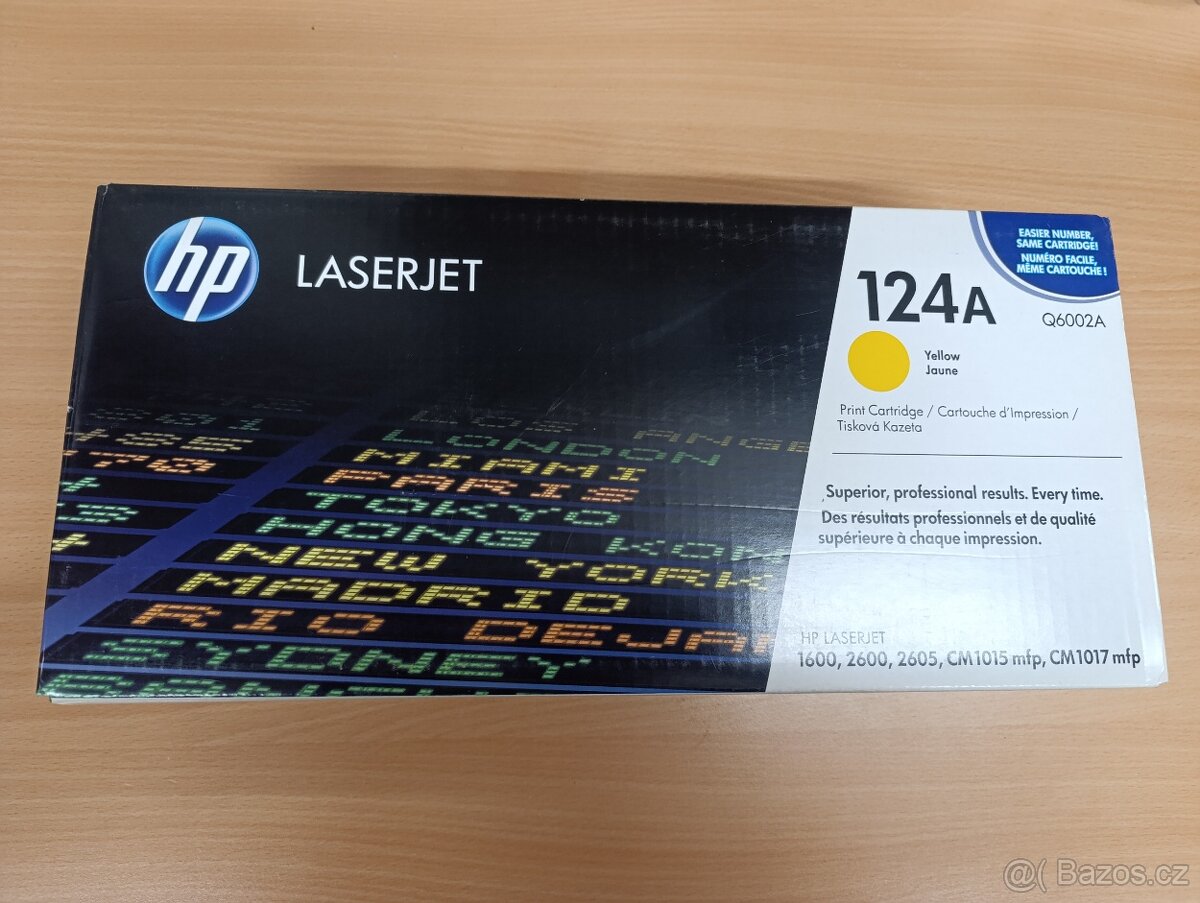 hp
LASERJET
EASIER NUMBER,
SAME CARTRIDGE!
NUMÉRO FACILE,
MÊME CARTOUCHE !
124A
Q6002A
Yellow
Jaune
Print Cartridge / Cartouche d'Impression /
Tisková Kazeta
Superior, professional results. Every time.
Des résultats professionnels et de qualité
supérieure à chaque impression.
HP LASERJET
1600, 2600, 2605, CM1015 mfp, CM1017 mfp
LONDON
MIAMI
PARIS
TOKYO
HONG KON
NEW YORK
MADRID
RIO DEJA
SYDNEY
@( Bazos.cz